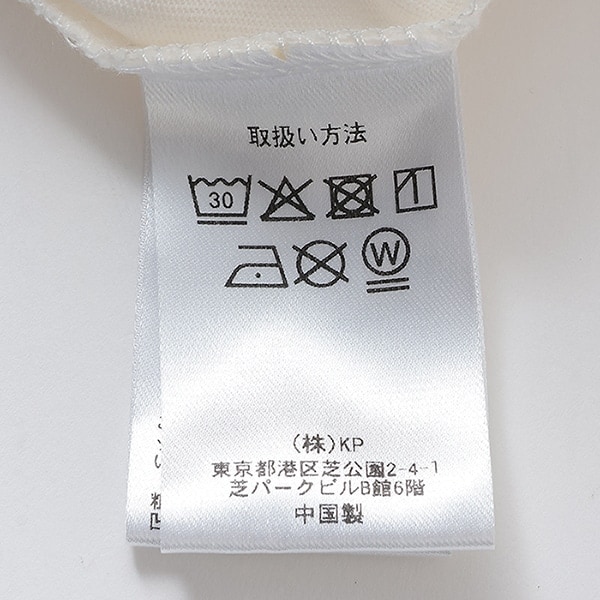 取扱い方法
30
W
(株)KP
東京都港区芝公園2-4-1
芝パークビルB館6階
中国製